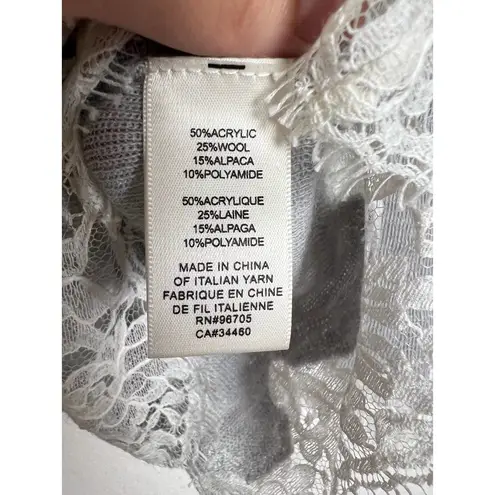 50%ACRYLIC
25%WOOL
15%ALPACA
10%POLYAMIDE
50%ACRYLIQUE
25%LAINE
15%ALPAGA
10%POLYAMIDE
MADE IN CHINA
OF ITALIAN YARN
FABRIQUE EN CHINE
DE FIL ITALIENNE
RN#96705
CA#34460